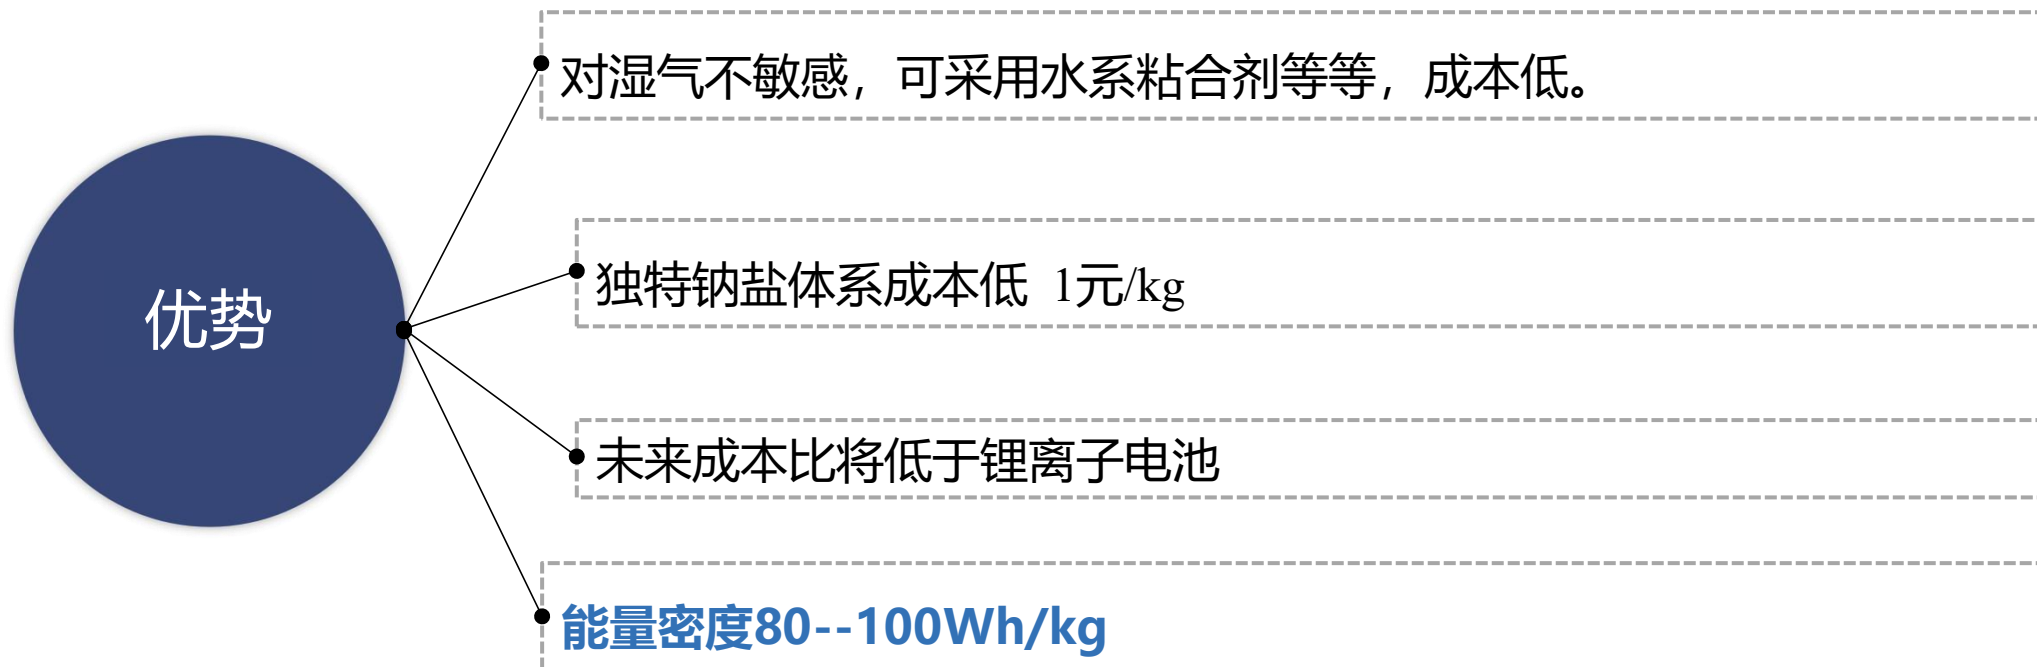 对湿气不敏感，可采用水系粘合剂等等，成本低。
独特钠盐体系成本低 1元/kg
优势
未来成本比将低于锂离子电池
能量密度80--100Wh/kg